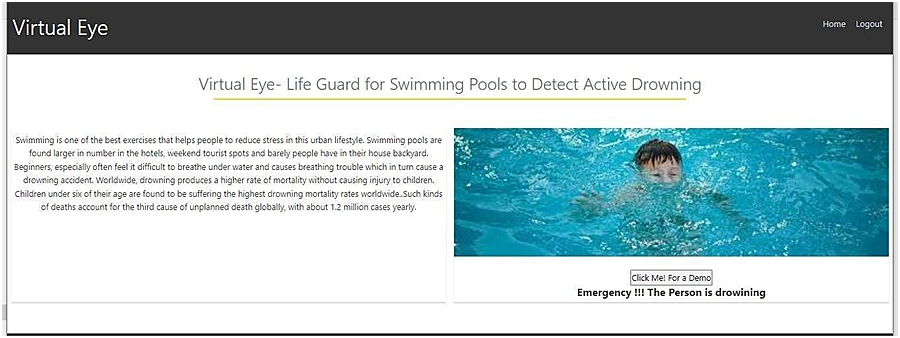 Virtual Eye
Home Logout
Virtual Eye- Life Guard for Swimming Pools to Detect Active Drowning
Swimming is one of the best exercises that helps people to reduce stress in this urban lifestyle. Swimming pools are
found larger in number in the hotels, weekend tourist spots and barely people have in their house backyard.
Beginners, especially often feel it difficult to breathe under water and causes breathing trouble which in turn cause a
drowning accident. Worldwide, drowning produces a higher rate of mortality without causing injury to children.
Children under six of their age are found to be suffering the highest drowning mortality rates worldwide..Such kinds
of deaths account for the third cause of unplanned death globally, with about 1.2 million cases yearly.
Click Me! For a Demo
Emergency !!! The Person is drowining